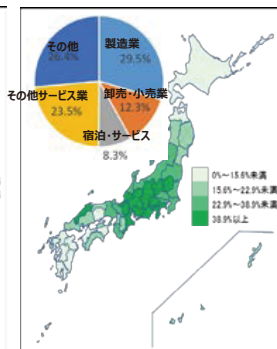 その他
26.4%
製造業
29.5%
その他サービス業
23.5%
卸売・小売業
12.3%
宿泊・サービス
8.3%
0%～15.6%未満
15.6%～22.9%未満
22.9%～38.9%未満
38.9%以上